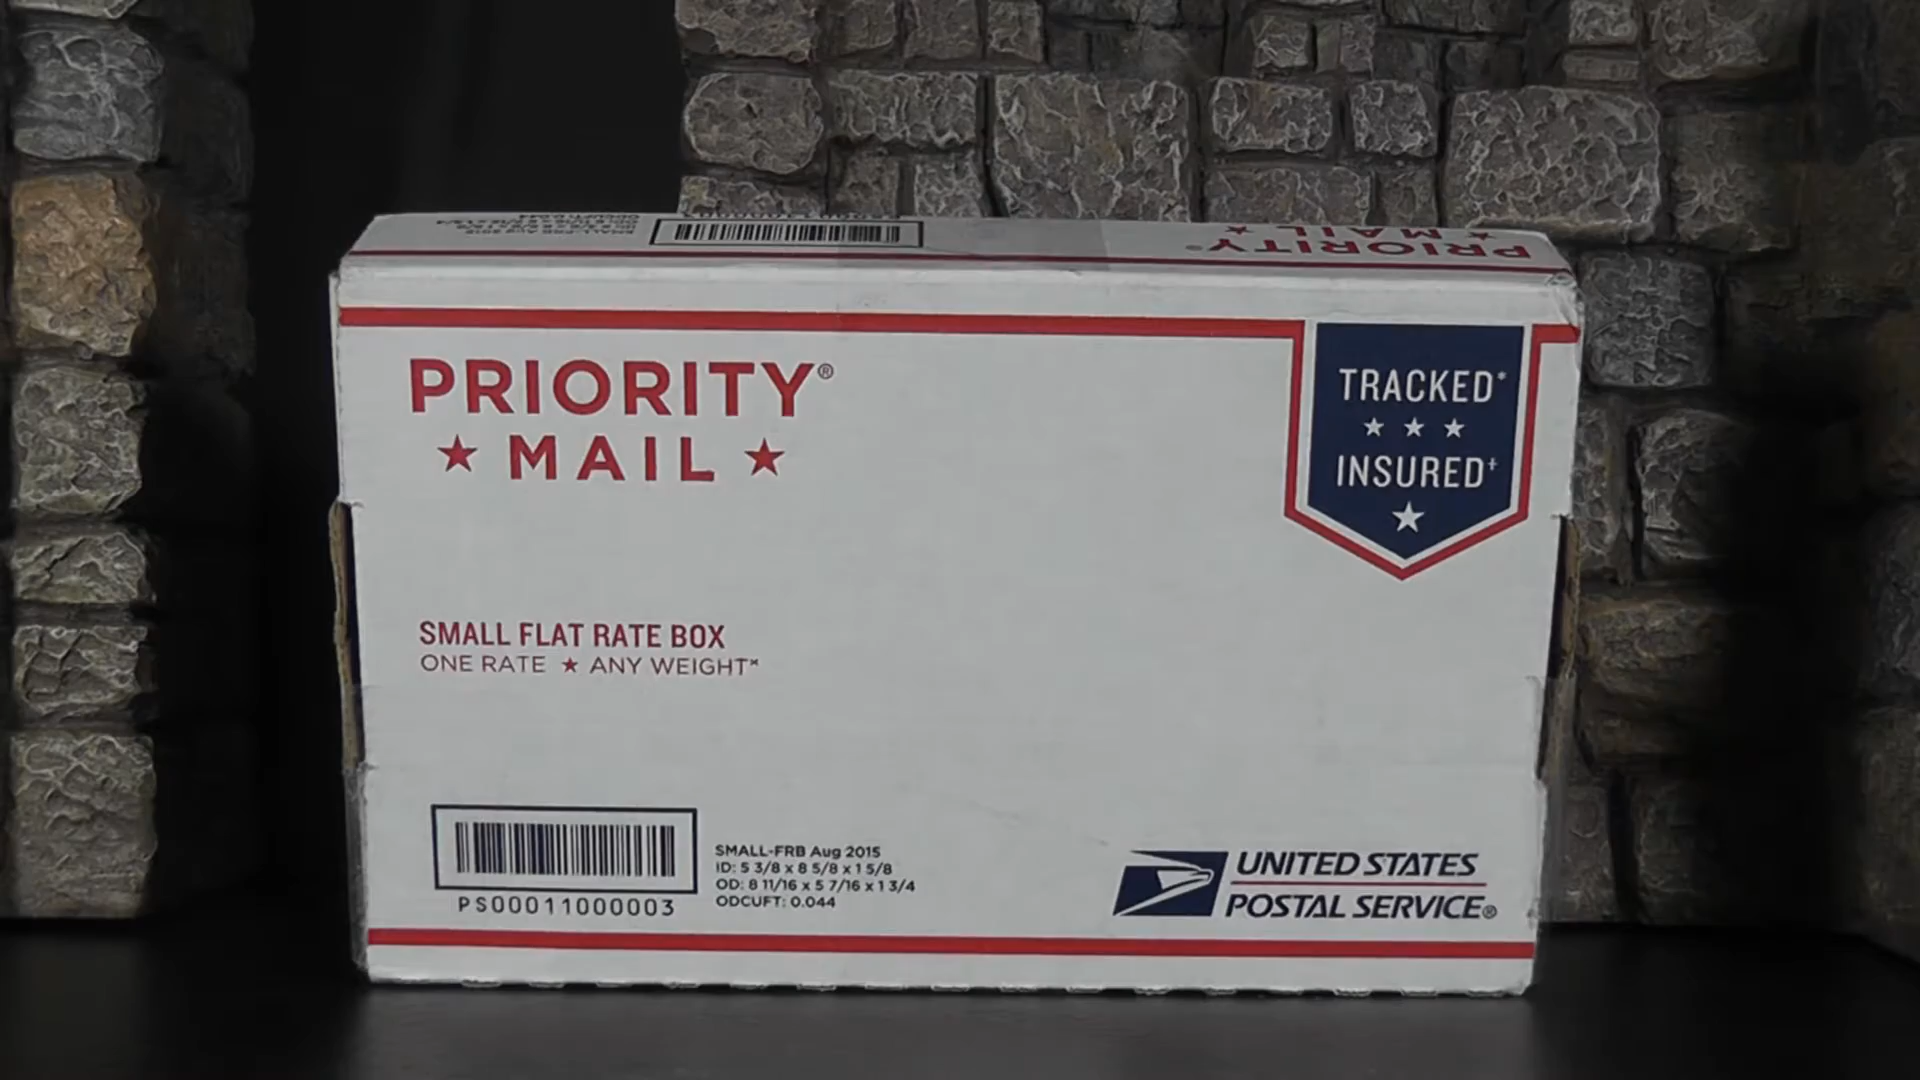 PRIORITY®
MAIL
PRIORITY®
★ MAIL ★
TRACKED*
★ ★ ★
INSURED†
★
SMALL FLAT RATE BOX
ONE RATE ★ ANY WEIGHT*
PS00011000003
SMALL-FRB Aug 2015
ID: 5 3/8 x 8 5/8 x 1 5/8
OD: 8 11/16 x 5 7/16 x 1 3/4
ODCUFT: 0.044
UNITED STATES
POSTAL SERVICE®